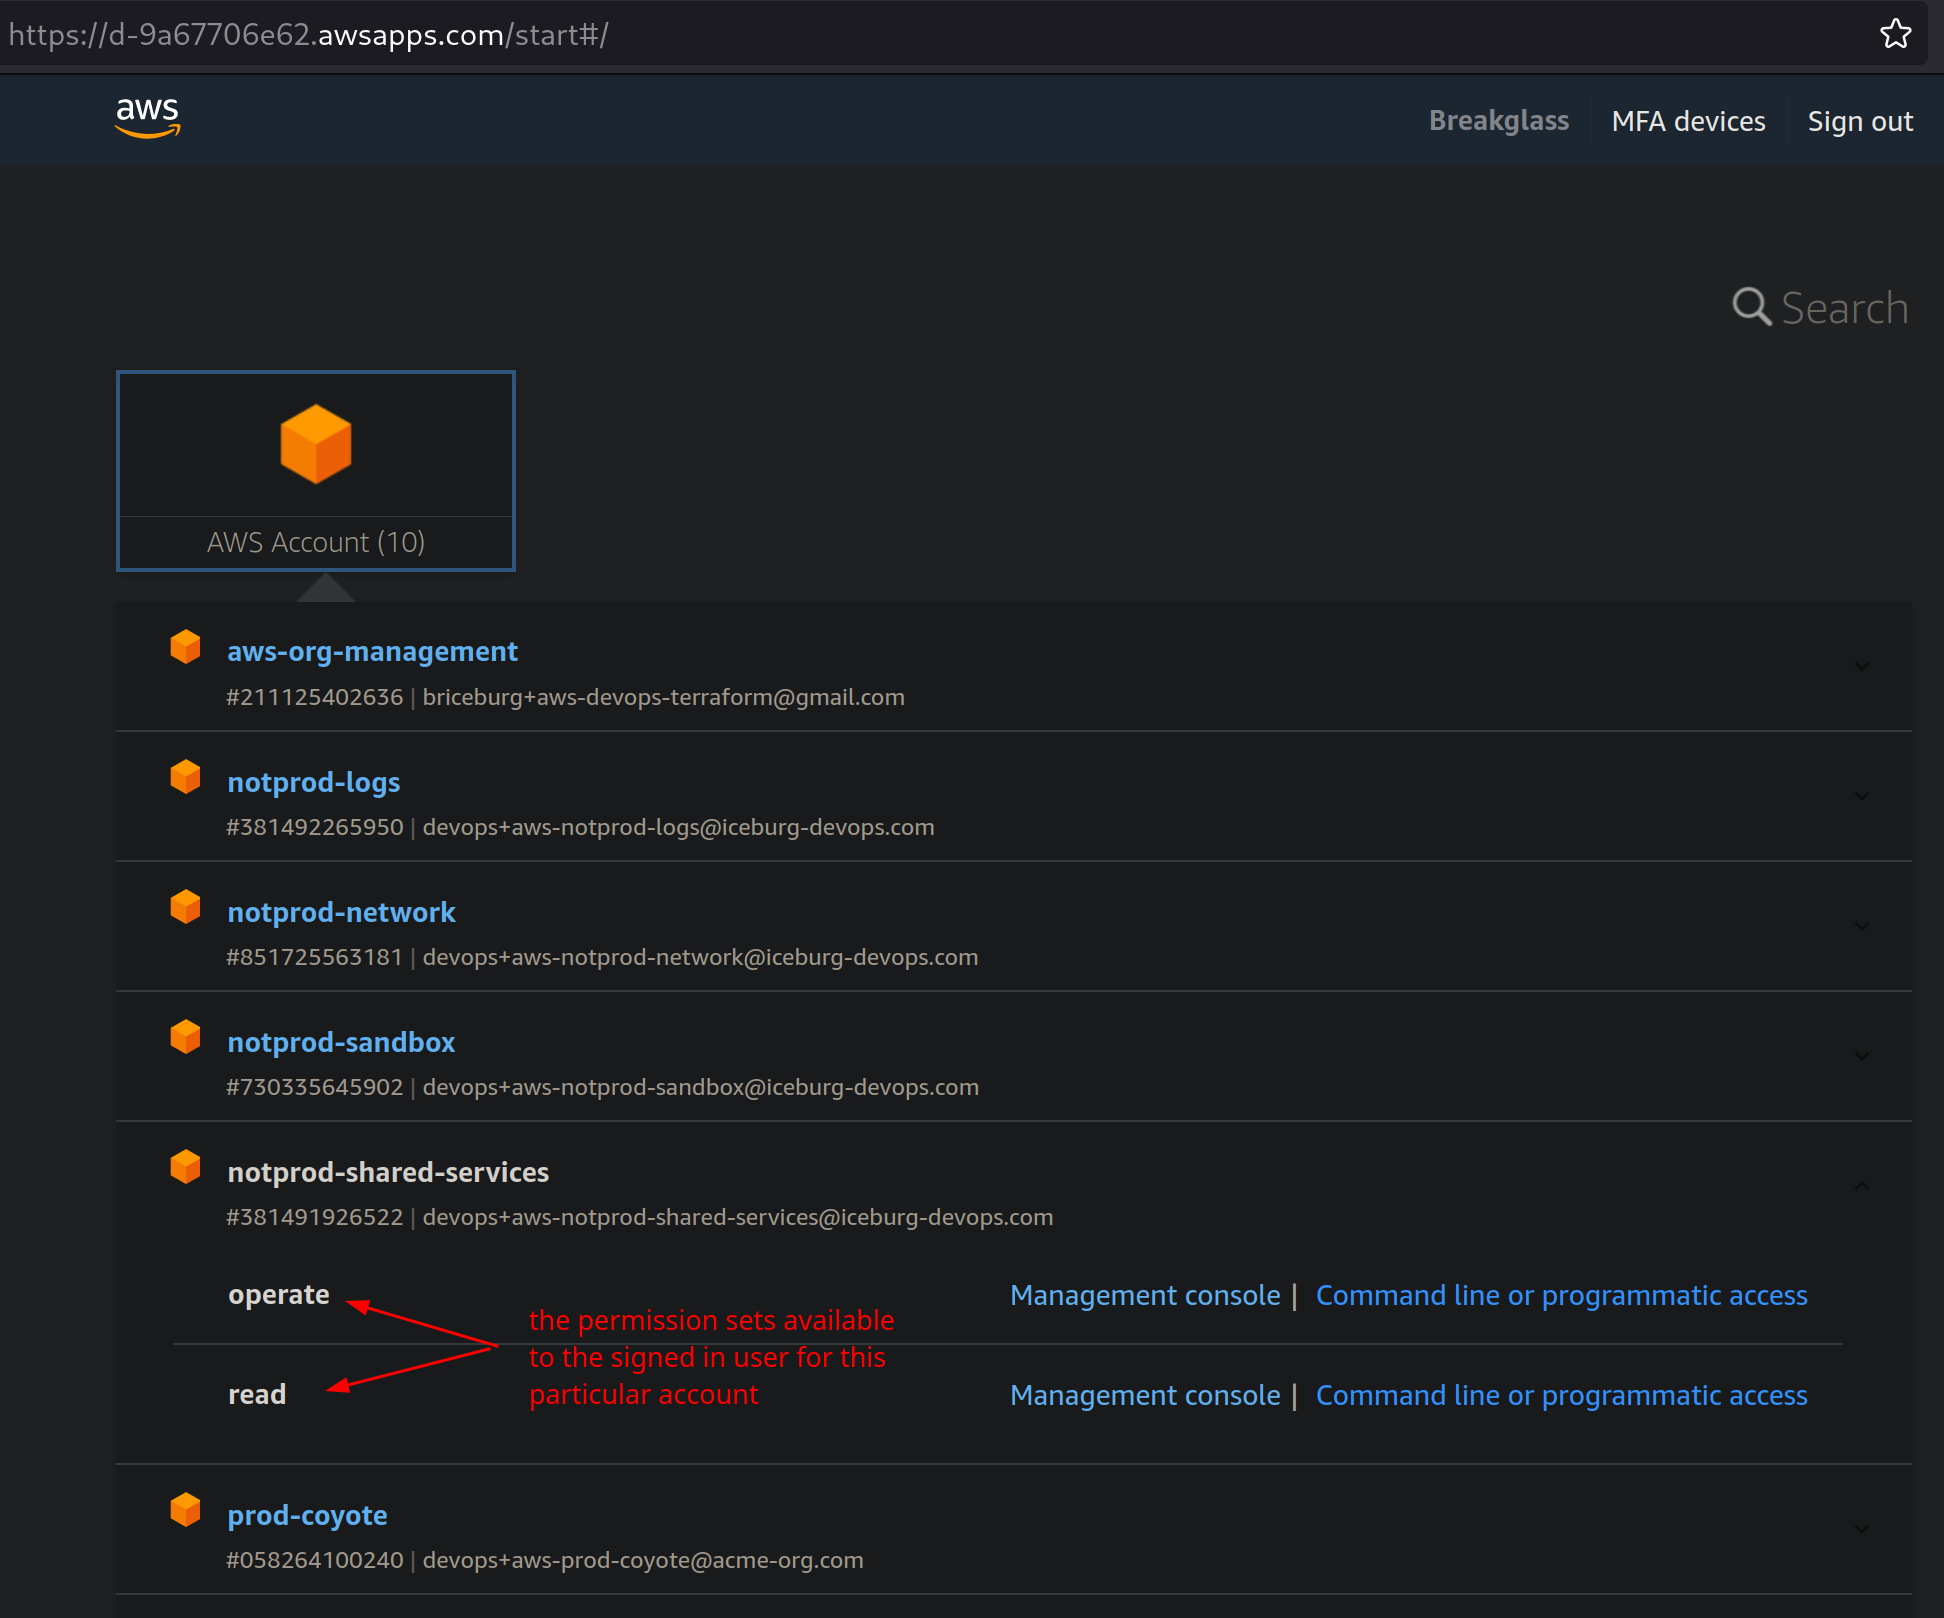 https://d-9a67706e62.awsapps.com/start#/
aws
Breakglass
MFA devices
Sign out
Search
AWS Account (10)
aws-org-management
#211125402636 | briceburg+aws-devops-terraform@gmail.com
notprod-logs
#381492265950 | devops+aws-notprod-logs@iceburg-devops.com
notprod-network
#851725563181 | devops+aws-notprod-network@iceburg-devops.com
notprod-sandbox
#730335645902 | devops+aws-notprod-sandbox@iceburg-devops.com
notprod-shared-services
#381491926522 | devops+aws-notprod-shared-services@iceburg-devops.com
operate
Management console | Command line or programmatic access
the permission sets available
to the signed in user for this
particular account
read
Management console | Command line or programmatic access
prod-coyote
#058264100240 | devops+aws-prod-coyote@acme-org.com